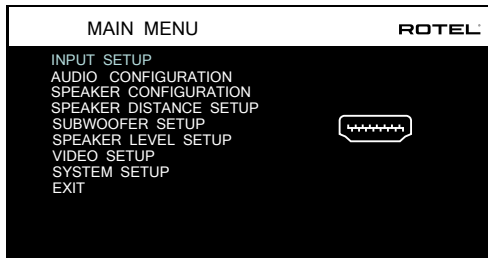 MAIN MENU
ROTEL
INPUT SETUP
AUDIO CONFIGURATION
SPEAKER CONFIGURATION
SPEAKER DISTANCE SETUP
SUBWOOFER SETUP
SPEAKER LEVEL SETUP
VIDEO SETUP
SYSTEM SETUP
EXIT